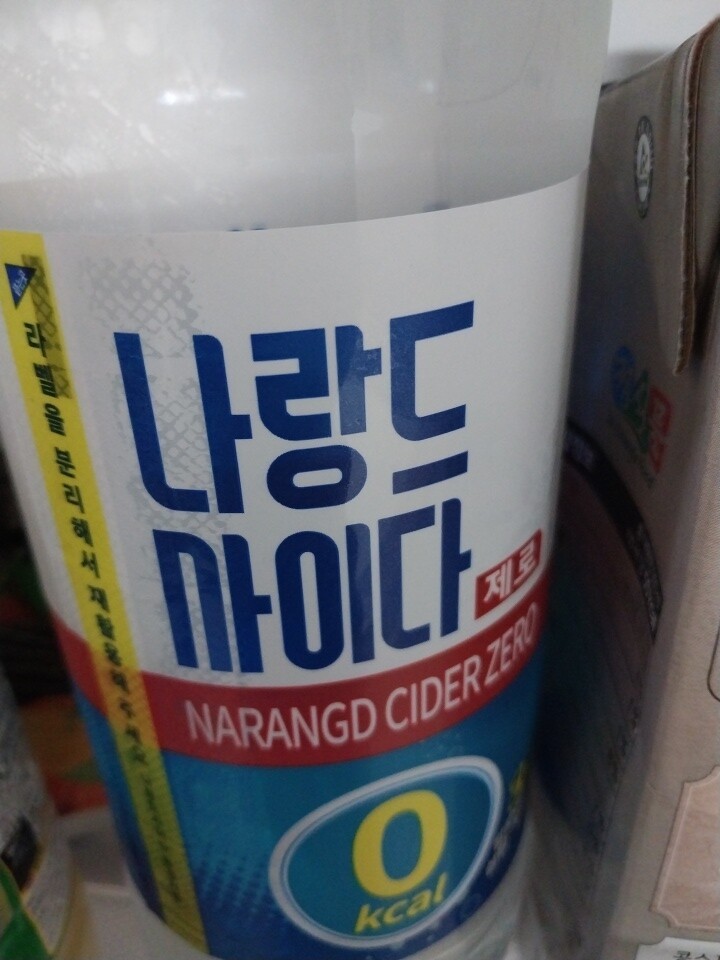 나랑드
싸이다
제로
NARANGD CIDER ZERO
0
kcal
라벨을 분리해서 재활용해 주세요